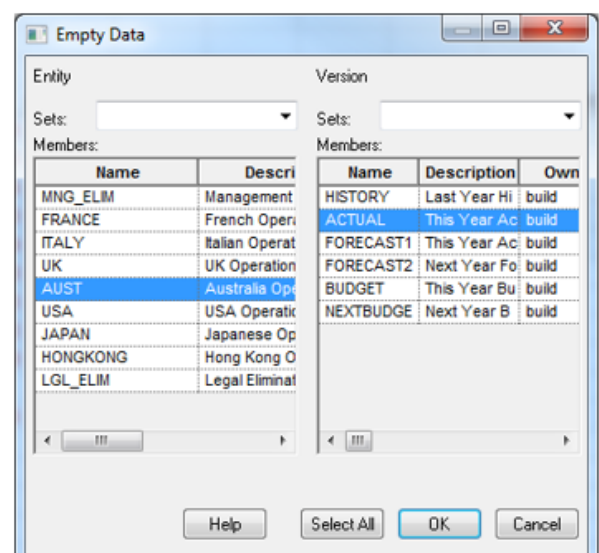 Empty Data
Entity Version
Sets: Sets:
Members: Members:
Name Descri Name Description Own
MNG_ELIM Management HISTORY Last Year Hi build
FRANCE French Opera ACTUAL This Year Ac build
ITALY Italian Operat FORECAST1 This Year Ac build
UK UK Operation FORECAST2 Next Year Fo build
AUST Australia Ope BUDGET This Year Bu build
USA USA Operatic NEXTBUDGE Next Year B build
JAPAN Japanese Op
HONGKONG Hong Kong O
LGL_ELIM Legal Eliminat
Help Select All OK Cancel